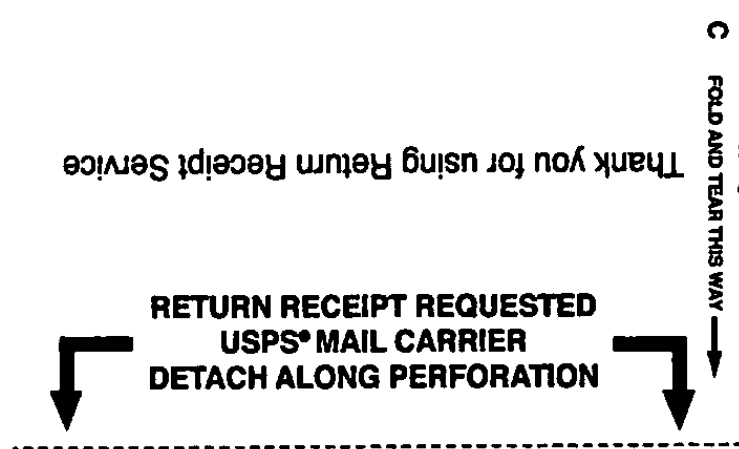 C FOLD AND TEAR THIS WAY
Thank you for using Return Receipt Service
RETURN RECEIPT REQUESTED
USPS® MAIL CARRIER
DETACH ALONG PERFORATION